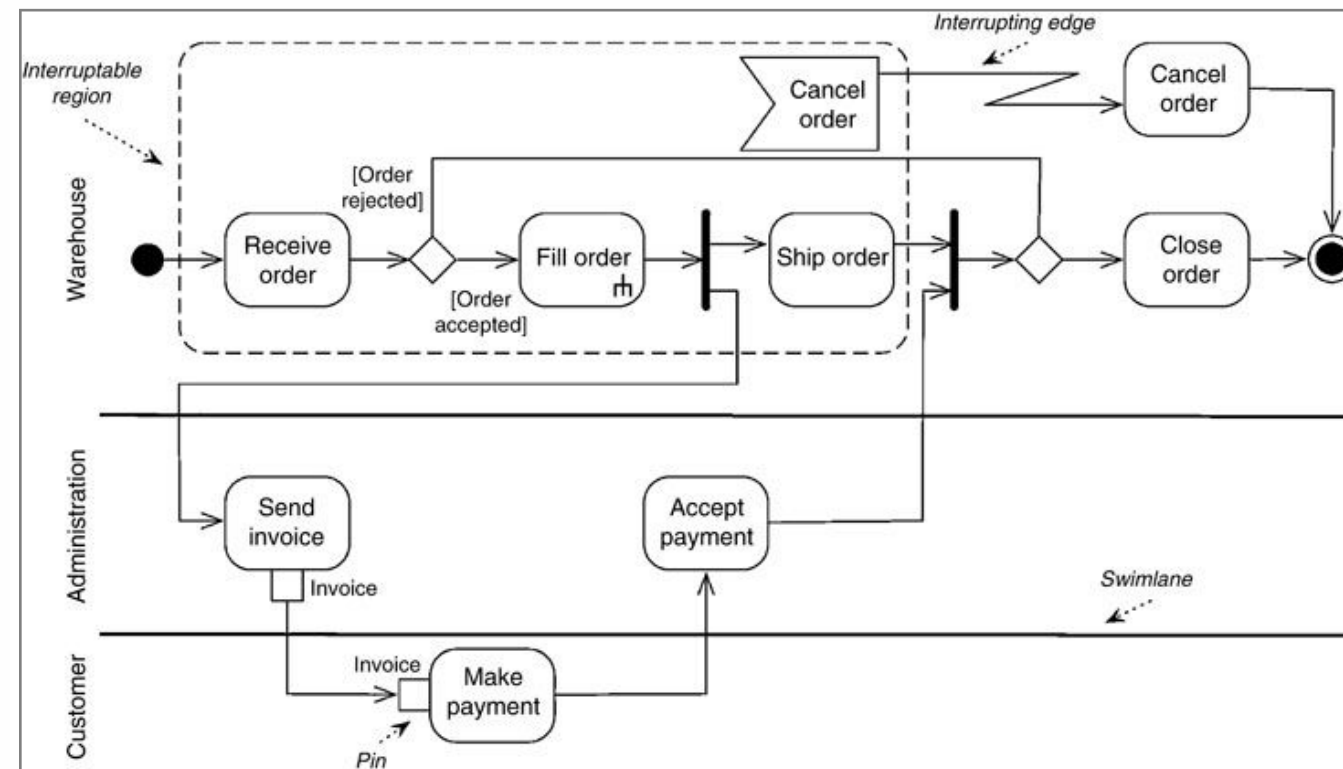 Interrupting edge
Interruptable
region
Cancel
order
Cancel
order
Warehouse
[Order
rejected]
Receive
order
Fill order
Ship order
Close
order
[Order
accepted]
Administration
Send
invoice
Accept
payment
Invoice
Swimlane
Customer
Invoice
Make
payment
Pin